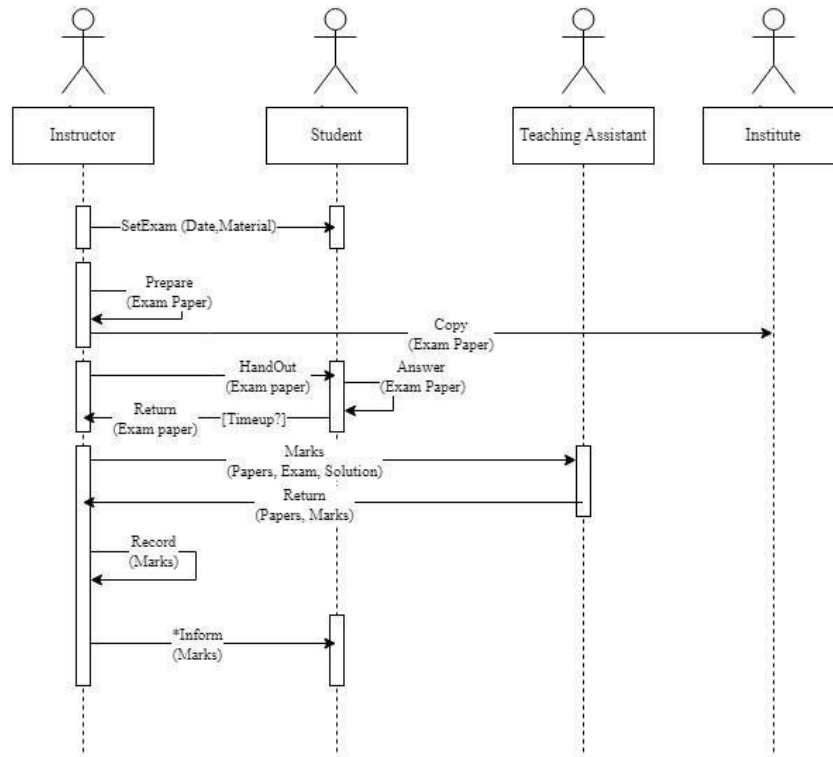 Instructor
Student
Teaching Assistant
Institute
SetExam (Date,Material)
Prepare
(Exam Paper)
Copy
(Exam Paper)
HandOut
(Exam paper)
Answer
(Exam Paper)
Return
(Exam paper)
[Timeup?]
Marks
(Papers, Exam, Solution)
Return
(Papers, Marks)
Record
(Marks)
*Inform
(Marks)